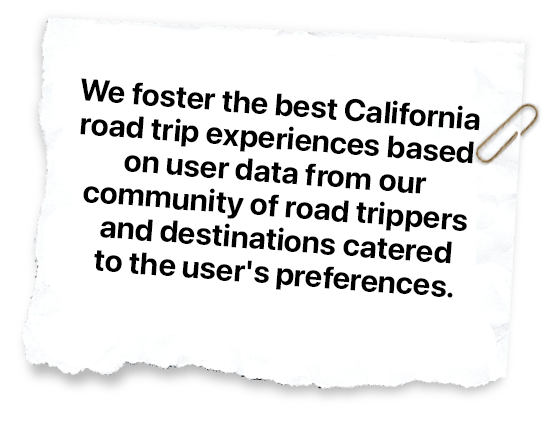 We foster the best California
road trip experiences based
on user data from our
community of road trippers
and destinations catered
to the user's preferences.